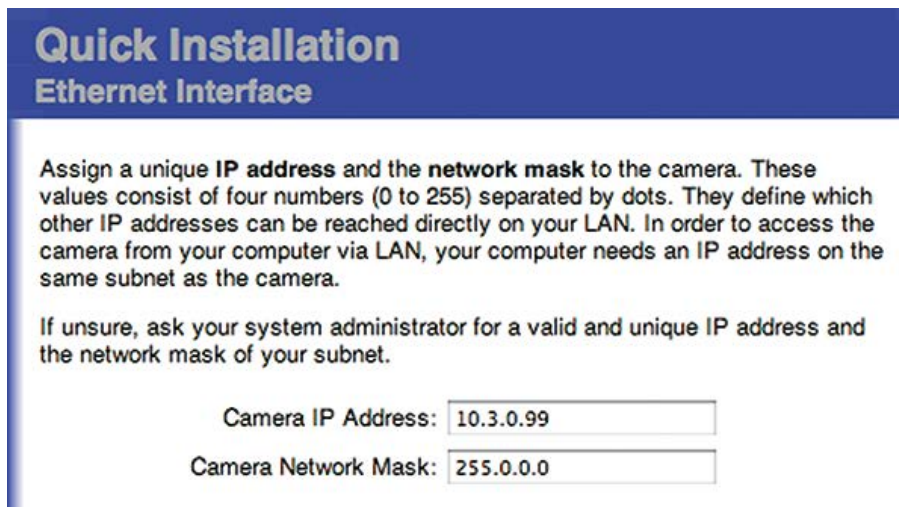 Quick Installation
Ethernet Interface
Assign a unique IP address and the network mask to the camera. These
values consist of four numbers (0 to 255) separated by dots. They define which
other IP addresses can be reached directly on your LAN. In order to access the
camera from your computer via LAN, your computer needs an IP address on the
same subnet as the camera.
If unsure, ask your system administrator for a valid and unique IP address and
the network mask of your subnet.
Camera IP Address: 10.3.0.99
Camera Network Mask: 255.0.0.0